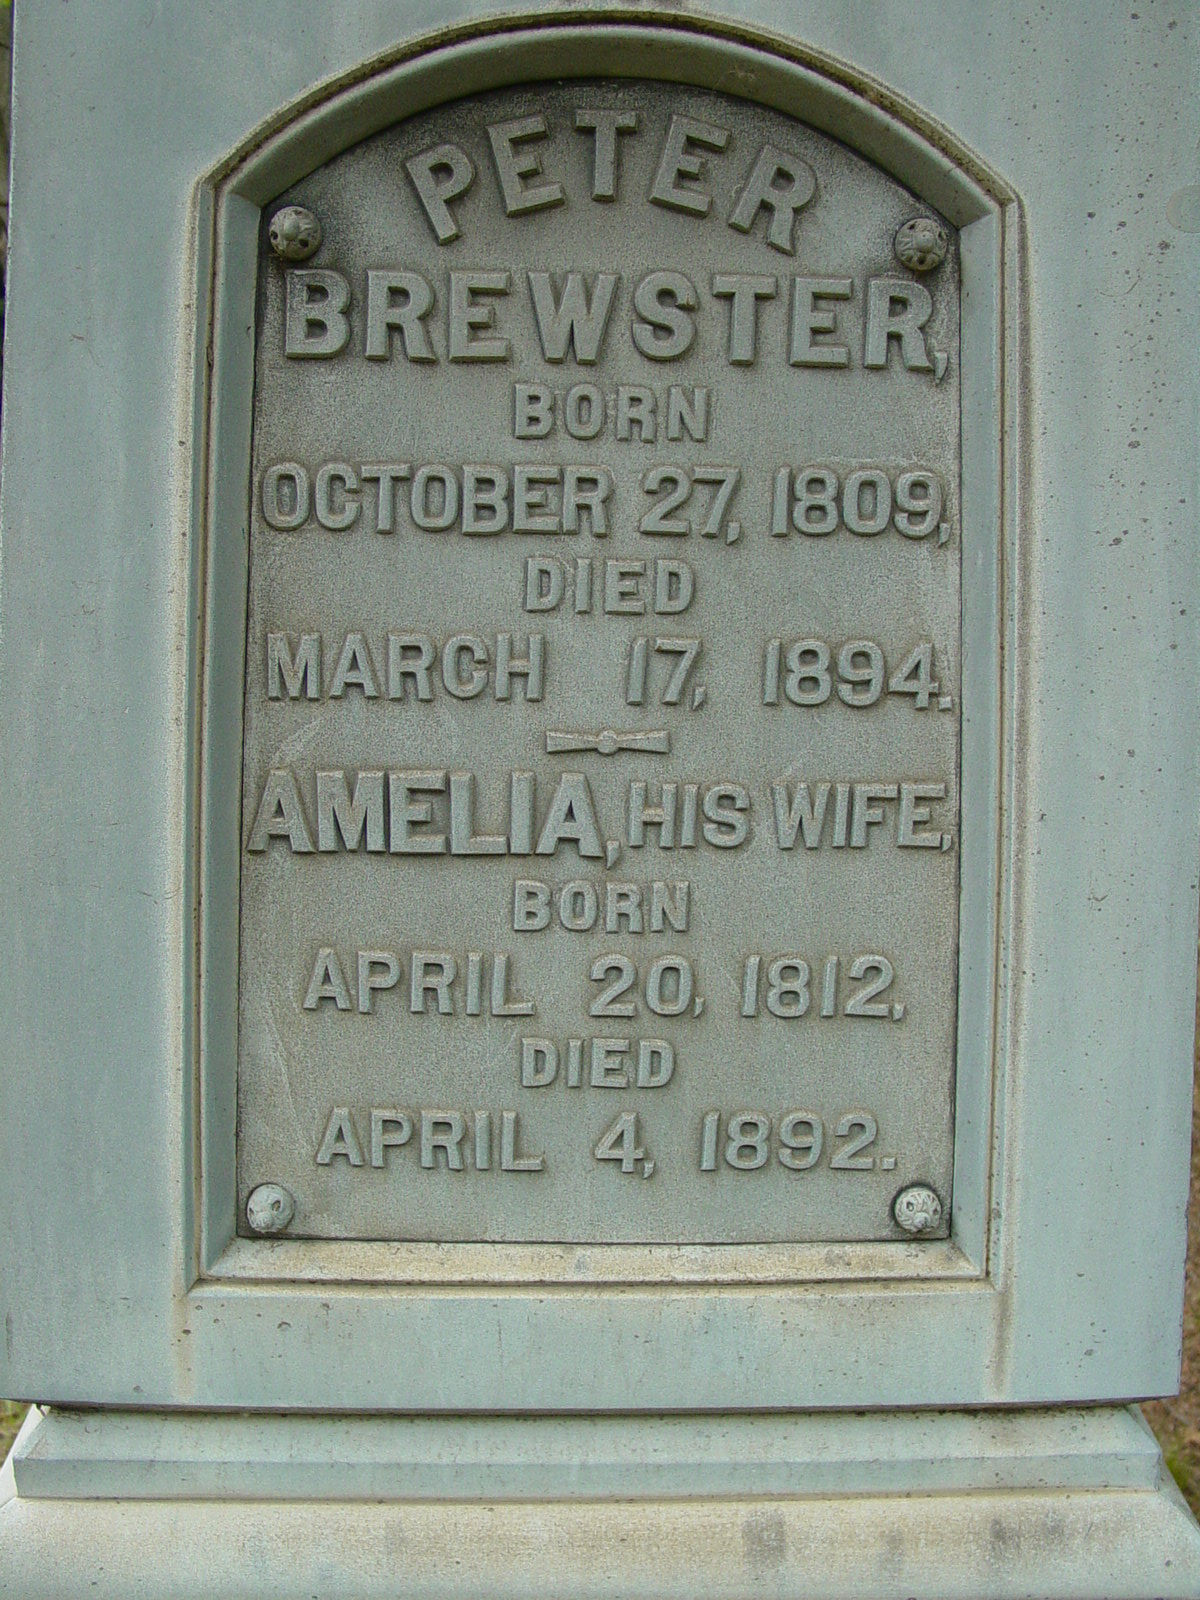 PETER
BREWSTER,
BORN
OCTOBER 27, 1809,
DIED
MARCH 17, 1894.
AMELIA, HIS WIFE,
BORN
APRIL 20, 1812,
DIED
APRIL 4, 1892.